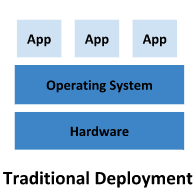 App App App
Operating System
Hardware
Traditional Deployment